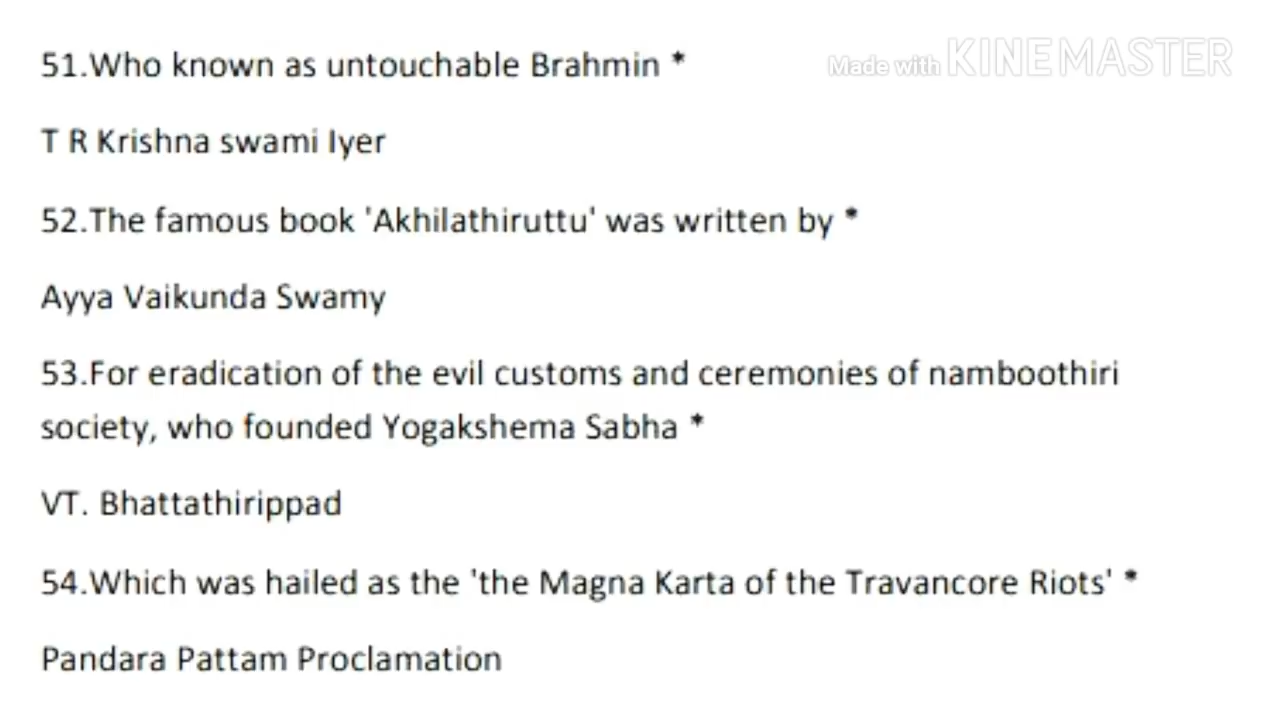 51.Who known as untouchable Brahmin *
Made with KINEMASTER
T R Krishna swami Iyer
52.The famous book 'Akhilathiruttu' was written by *
Ayya Vaikunda Swamy
53.For eradication of the evil customs and ceremonies of namboothiri
society, who founded Yogakshema Sabha *
VT. Bhattathirippad
54.Which was hailed as the 'the Magna Karta of the Travancore Riots' *
Pandara Pattam Proclamation